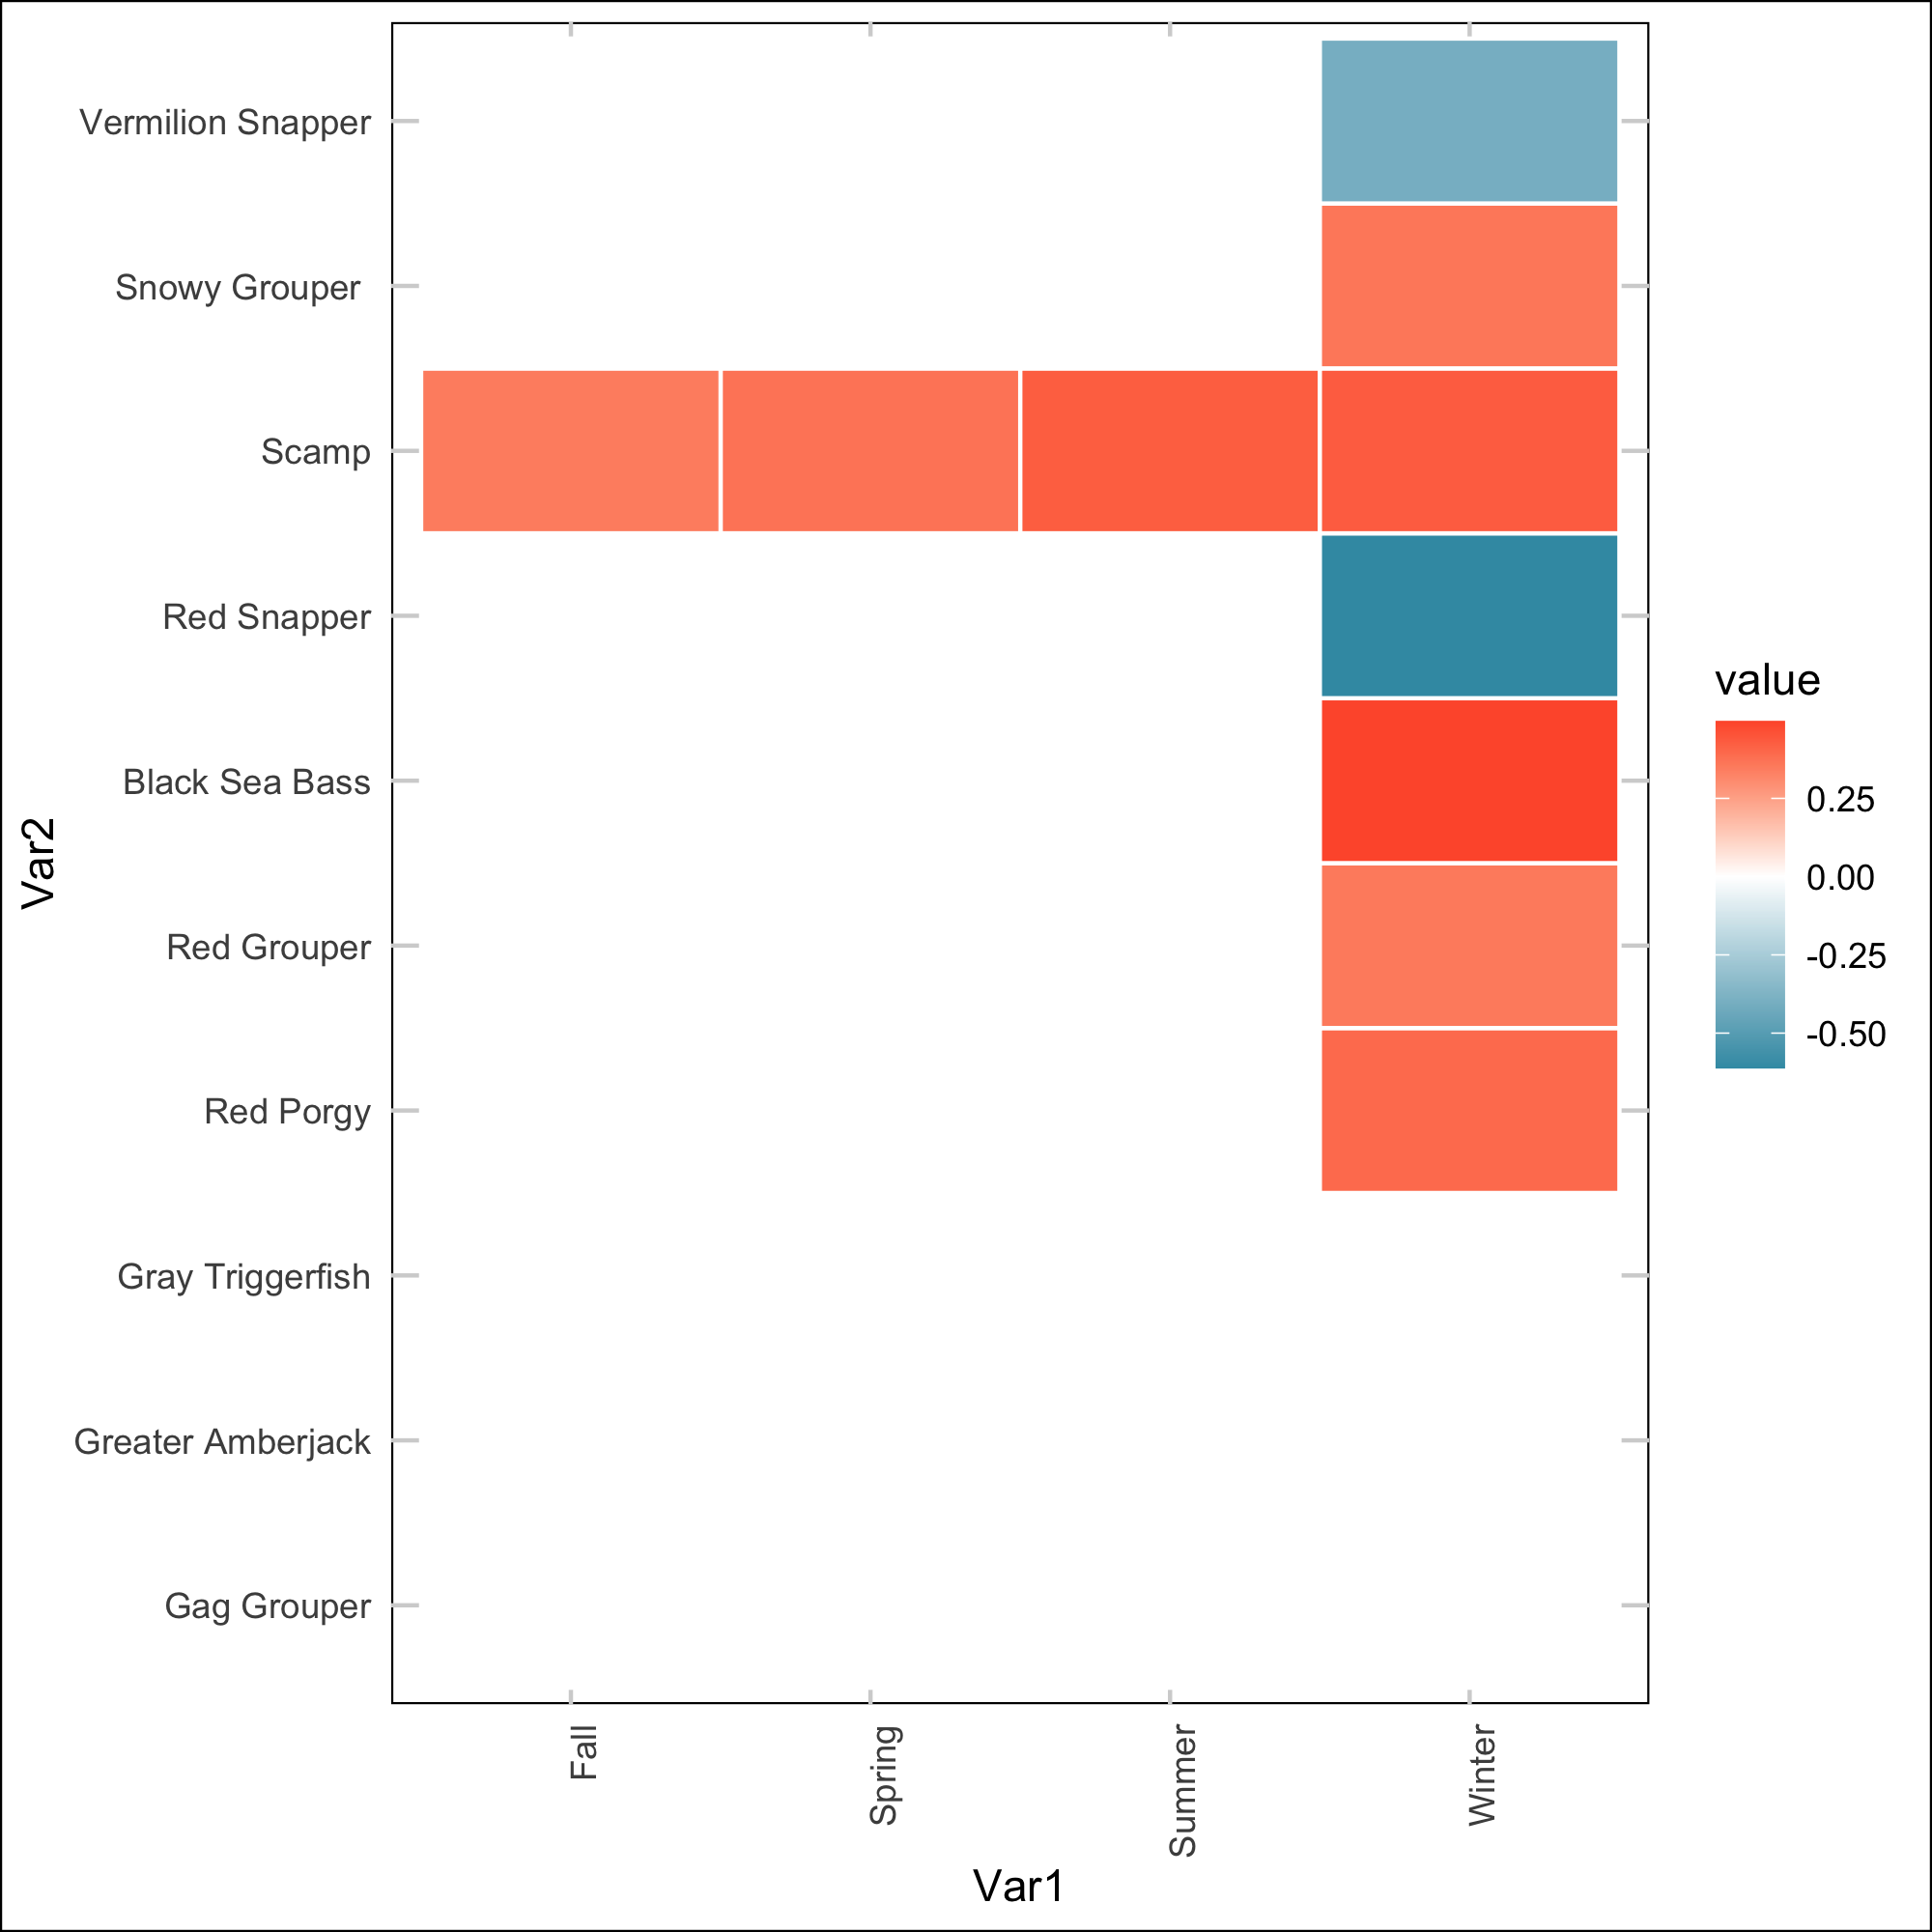 Vermilion Snapper
Snowy Grouper
Scamp
Red Snapper
Black Sea Bass
Red Grouper
Red Porgy
Gray Triggerfish
Greater Amberjack
Gag Grouper
Var2
Fall
Spring
Summer
Winter
Var1
value
0.25
0.00
-0.25
-0.50